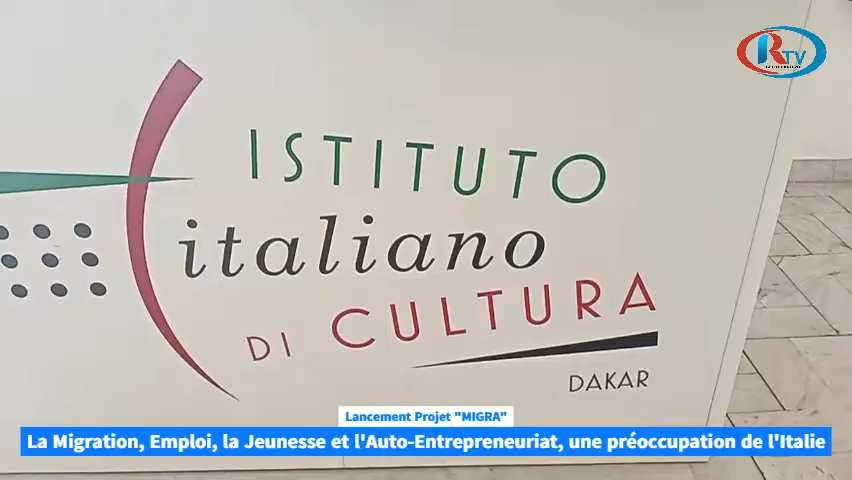 RTV
ISTITUTO
italiano
DI CULTURA
DAKAR
Lancement Projet "MIGRA"
La Migration, Emploi, la Jeunesse et l'Auto-Entrepreneuriat, une préoccupation de l'Italie